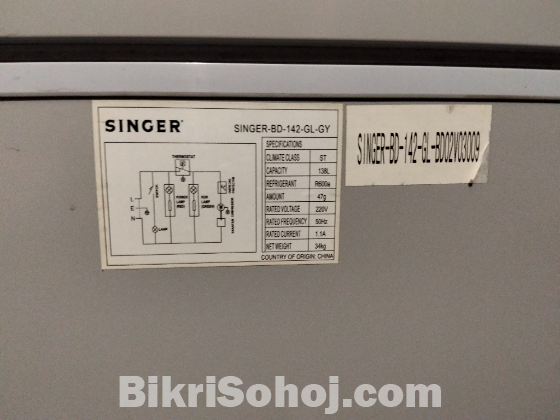 SINGER
SINGER-BD-142-GL-GY
SPECIFICATIONS
CLIMATE CLASS ST
CAPACITY 138L
REFRIGERANT R600a
AMOUNT 47g
RATED VOLTAGE 220V
RATED FREQUENCY 50Hz
RATED CURRENT 1.1A
NET WEIGHT 34kg
COUNTRY OF ORIGIN: CHINA
THERMOSTAT
L
E
N
LAMP
SINGER-BD-142-GL-BD02W03009
BikriSohoj.com